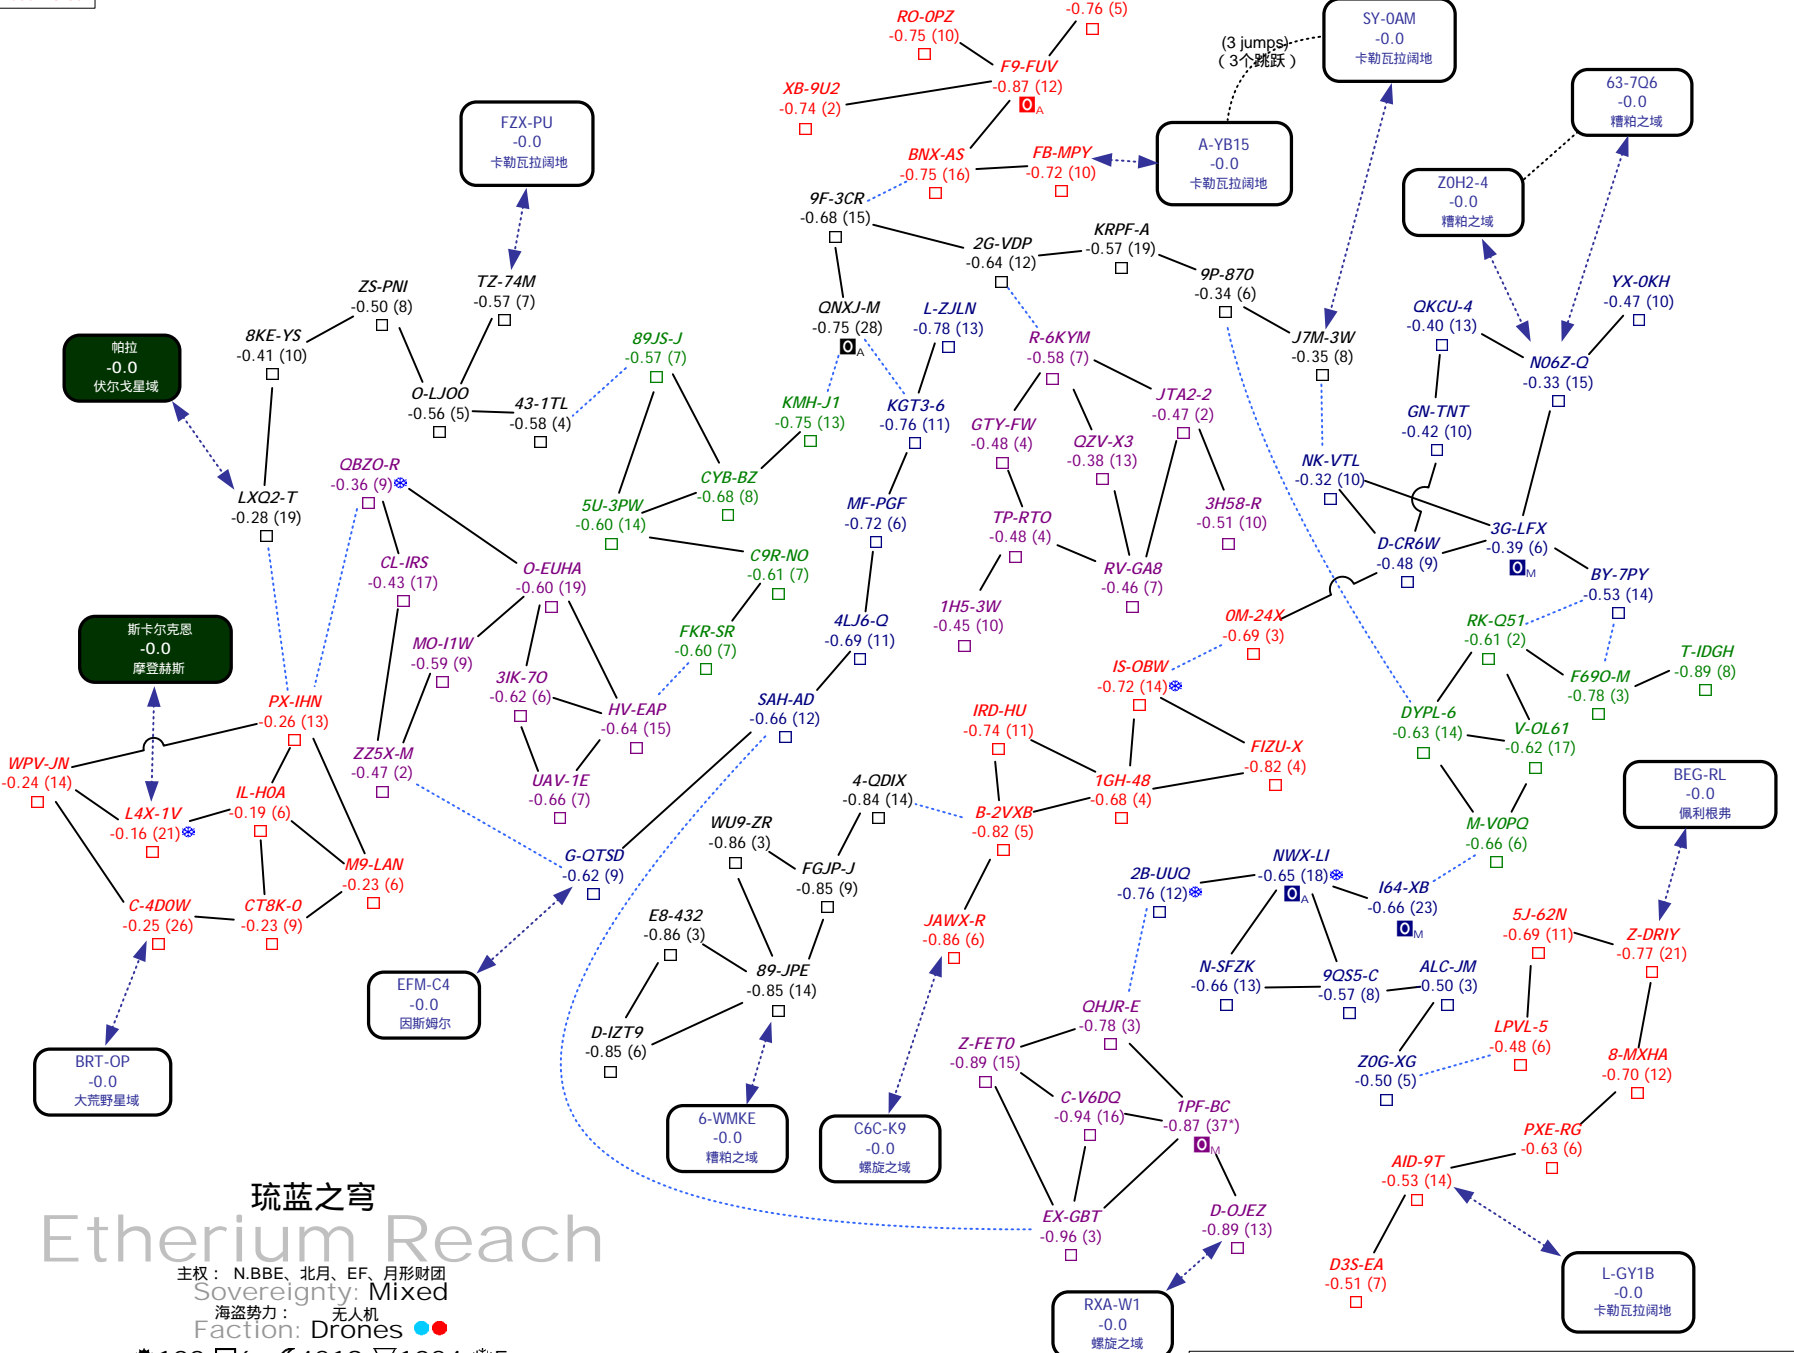 -0.76 (5)
RO-0PZ
-0.75 (10)
F9-FUV
-0.87 (12)
0A
XB-9U2
-0.74 (2)
BNX-AS
-0.75 (16)
FB-MPY
-0.72 (10)
(3 jumps)
（3个跳跃）
SY-0AM
-0.0
卡勒瓦拉阔地
A-YB15
-0.0
卡勒瓦拉阔地
63-7Q6
-0.0
糟粕之域
Z0H2-4
-0.0
糟粕之域
FZX-PU
-0.0
卡勒瓦拉阔地
9F-3CR
-0.68 (15)
2G-VDP
-0.64 (12)
KRPF-A
-0.57 (19)
9P-870
-0.34 (6)
J7M-3W
-0.35 (8)
QKCU-4
-0.40 (13)
YX-0KH
-0.47 (10)
N06Z-Q
-0.33 (15)
GN-TNT
-0.42 (10)
ZS-PNI
-0.50 (8)
TZ-74M
-0.57 (7)
8KE-YS
-0.41 (10)
帕拉
-0.0
伏尔戈星域
O-LJOO
-0.56 (5)
43-1TL
-0.58 (4)
89JS-J
-0.57 (7)
QNXJ-M
-0.75 (28)
0A
L-ZJLN
-0.78 (13)
R-6KYM
-0.58 (7)
JTA2-2
-0.47 (2)
KMH-J1
-0.75 (13)
KGT3-6
-0.76 (11)
GTY-FW
-0.48 (4)
QZV-X3
-0.38 (13)
QBZO-R
-0.36 (9)
LXQ2-T
-0.28 (19)
CYB-BZ
-0.68 (8)
5U-3PW
-0.60 (14)
MF-PGF
-0.72 (6)
TP-RTO
-0.48 (4)
3H58-R
-0.51 (10)
NK-VTL
-0.32 (10)
3G-LFX
-0.39 (6)
0M
D-CR6W
-0.48 (9)
BY-7PY
-0.53 (14)
CL-IRS
-0.43 (17)
O-EUHA
-0.60 (19)
C9R-NO
-0.61 (7)
RV-GA8
-0.46 (7)
1H5-3W
-0.45 (10)
斯卡尔克恩
-0.0
摩登赫斯
MO-I1W
-0.59 (9)
3IK-7O
-0.62 (6)
FKR-SR
-0.60 (7)
4LJ6-Q
-0.69 (11)
0M-24X
-0.69 (3)
RK-Q51
-0.61 (2)
F69O-M
-0.78 (3)
T-IDGH
-0.89 (8)
PX-IHN
-0.26 (13)
HV-EAP
-0.64 (15)
SAH-AD
-0.66 (12)
IS-OBW
-0.72 (14)
IRD-HU
-0.74 (11)
DYPL-6
-0.63 (14)
V-OL61
-0.62 (17)
FIZU-X
-0.82 (4)
WPV-JN
-0.24 (14)
ZZ5X-M
-0.47 (2)
UAV-1E
-0.66 (7)
4-QDIX
-0.84 (14)
1GH-48
-0.68 (4)
BEG-RL
-0.0
佩利根弗
L4X-1V
-0.16 (21)
IL-H0A
-0.19 (6)
WU9-ZR
-0.86 (3)
B-2VXB
-0.82 (5)
M-V0PQ
-0.66 (6)
M9-LAN
-0.23 (6)
G-QTSD
-0.62 (9)
FGJP-J
-0.85 (9)
2B-UUQ
-0.76 (12)
NWX-LI
-0.65 (18)
0A
I64-XB
-0.66 (23)
0M
C-4D0W
-0.25 (26)
CT8K-0
-0.23 (9)
E8-432
-0.86 (3)
JAWX-R
-0.86 (6)
5J-62N
-0.69 (11)
Z-DRIY
-0.77 (21)
EFM-C4
-0.0
因斯姆尔
89-JPE
-0.85 (14)
N-SFZK
-0.66 (13)
9QS5-C
-0.57 (8)
ALC-JM
0.50 (3)
D-IZT9
-0.85 (6)
QHJR-E
-0.78 (3)
LPVL-5
-0.48 (6)
BRT-OP
-0.0
大荒野星域
Z-FET0
-0.89 (15)
Z0G-XG
-0.50 (5)
8-MXHA
-0.70 (12)
C-V6DQ
-0.94 (16)
1PF-BC
-0.87 (37*)
0M
6-WMKE
-0.0
糟粕之域
C6C-K9
-0.0
螺旋之域
PXE-RG
-0.63 (6)
AID-9T
-0.53 (14)
EX-GBT
-0.96 (3)
D-OJEZ
-0.89 (13)
D3S-EA
-0.51 (7)
L-GY1B
-0.0
卡勒瓦拉阔地
RXA-W1
-0.0
螺旋之域
琉蓝之穹
Etherium Reach
主权： N.BBE、北月、EF、月形财团
Sovereignty: Mixed
海盗势力： 无人机
Faction: Drones